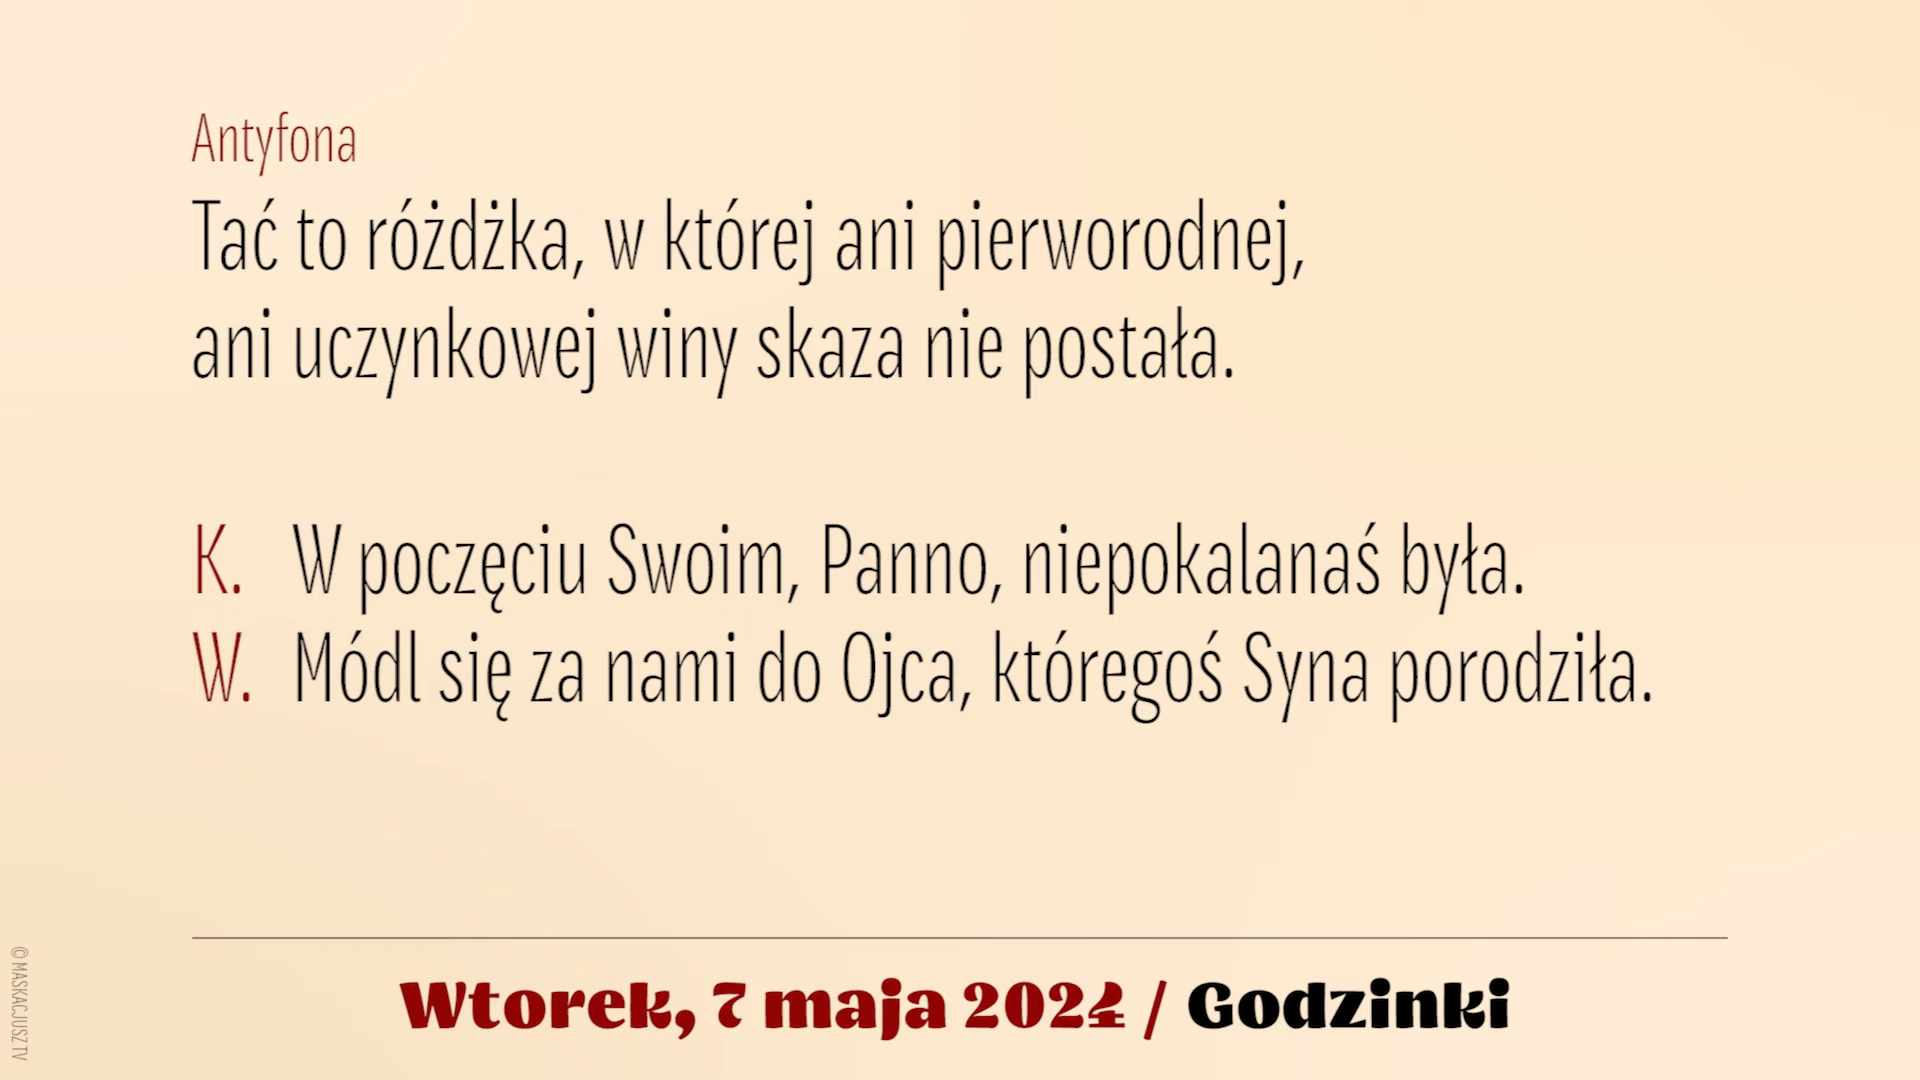 Antyfona
Tać to różdżka, w której ani pierworodnej,
ani uczynkowej winy skaza nie postała.
K. W poczęciu Swoim, Panno, niepokalanaś była.
W. Módl się za nami do Ojca, któregoś Syna porodziła.
Wtorek, 7 maja 2024 / Godzinki
© MASKACJUSZ TV